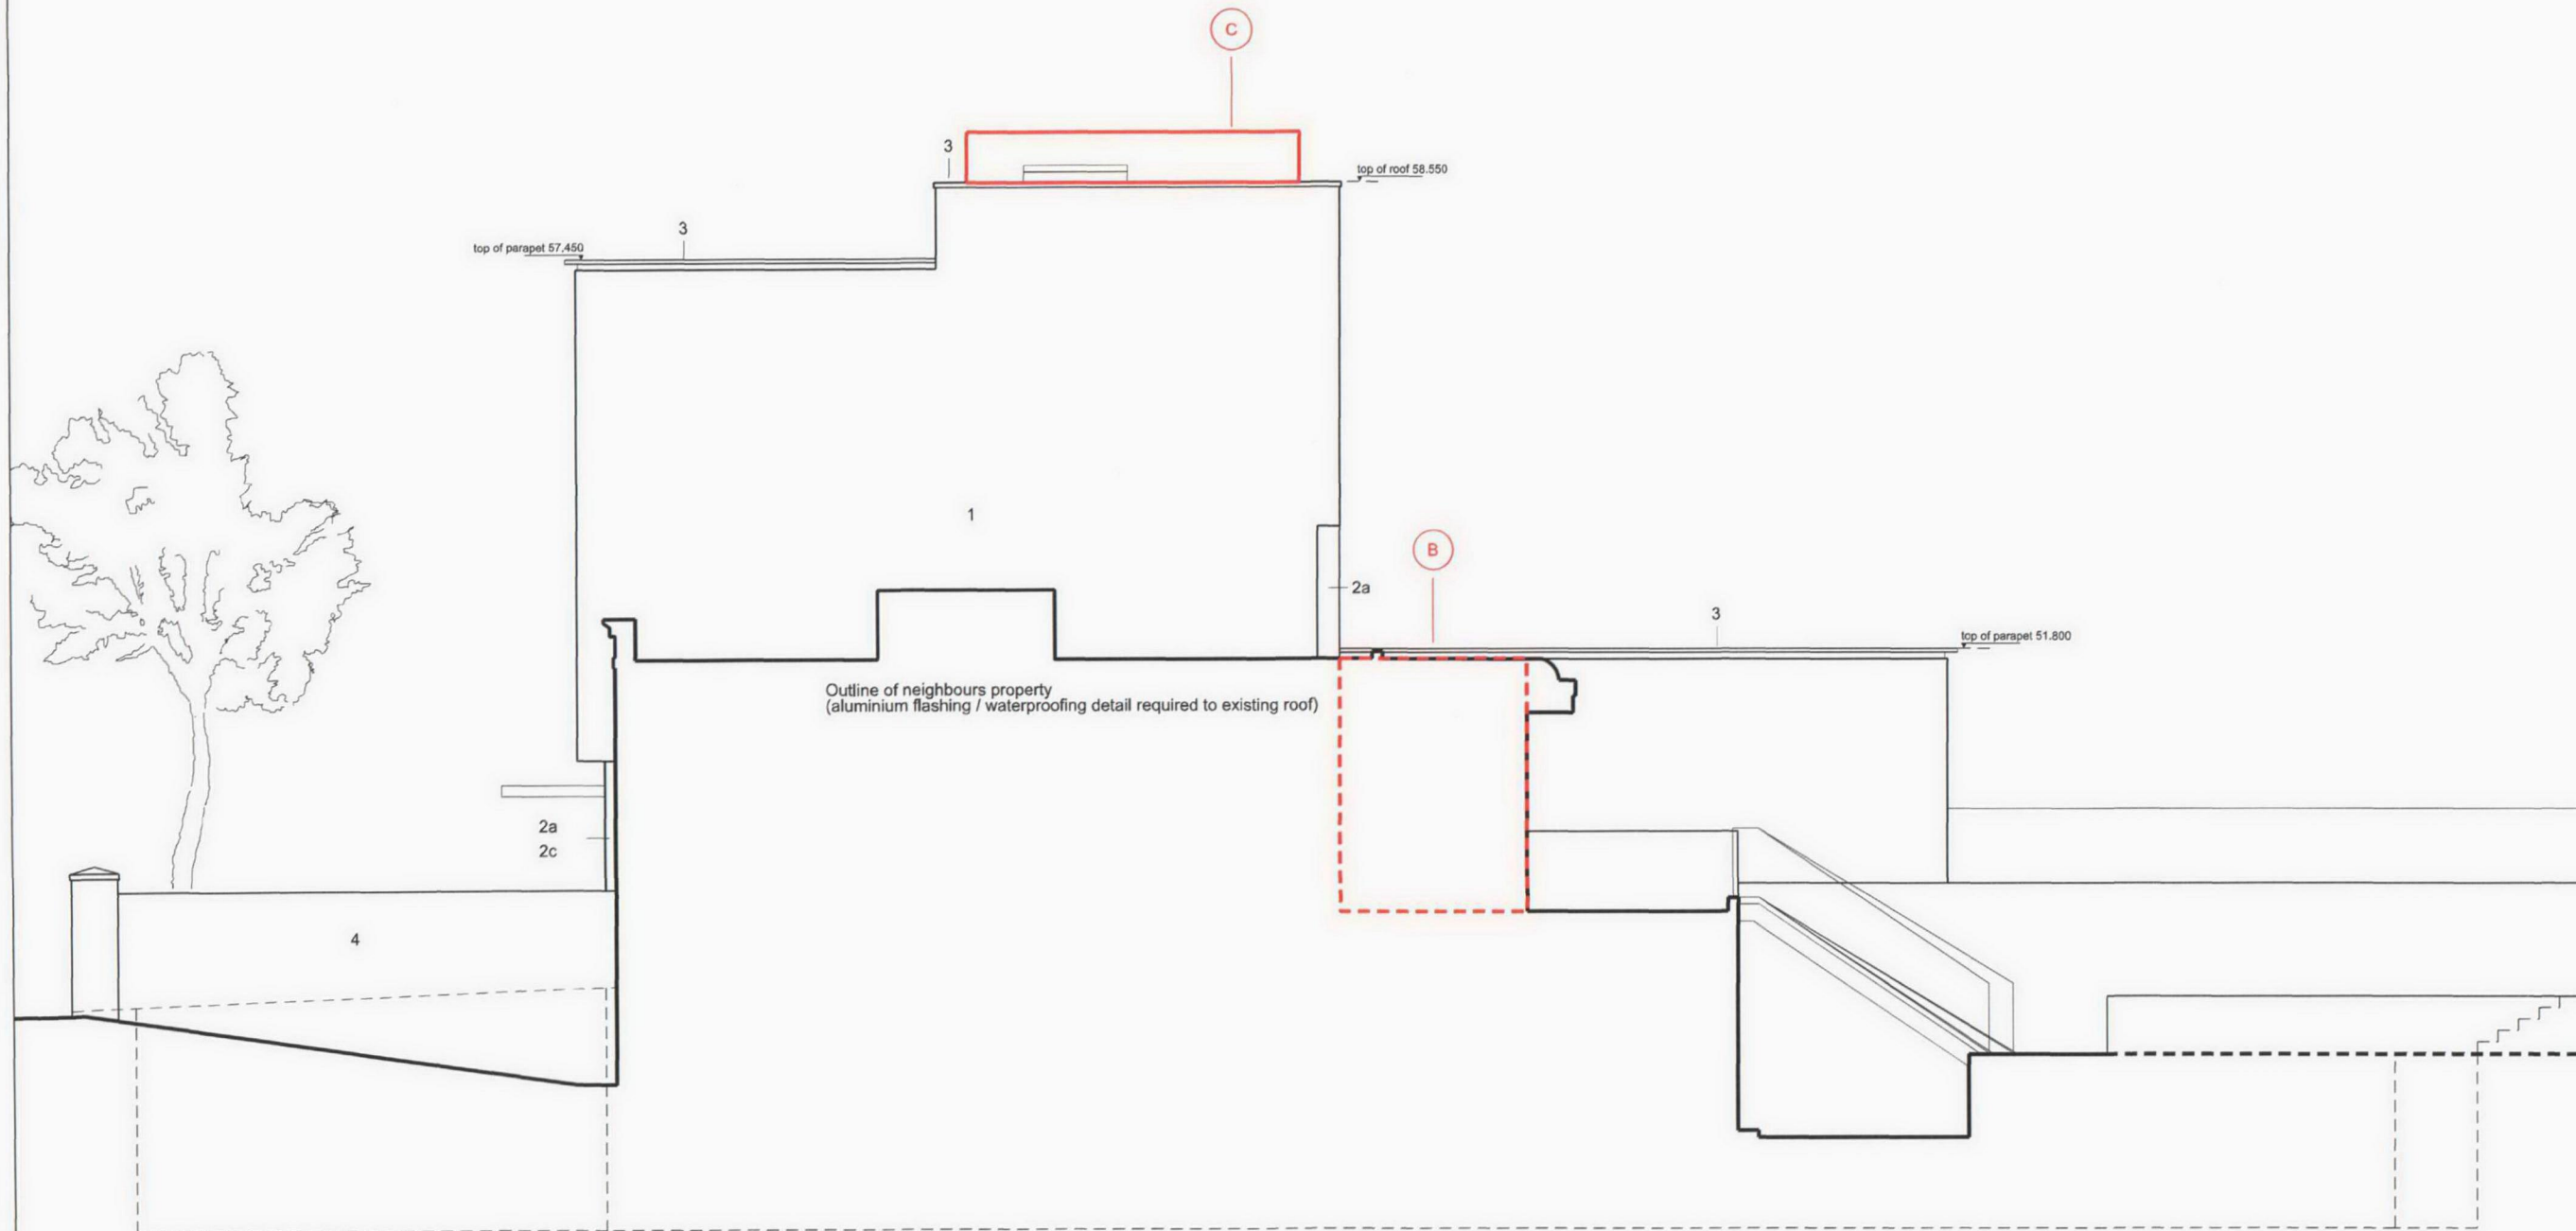 C
3
top of roof 58.550
3
top of parapet 57.450
1
B
2a
3
top of parapet 51.800
Outline of neighbours property
(aluminium flashing / waterproofing detail required to existing roof)
2a
2c
4